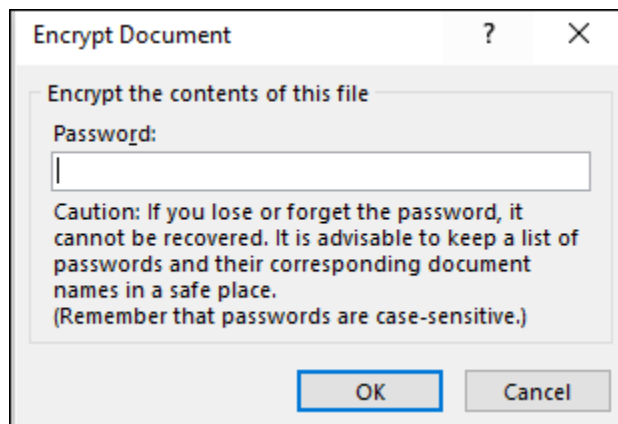 Encrypt Document ?
Encrypt the contents of this file
Password:
Caution: If you lose or forget the password, it
cannot be recovered. It is advisable to keep a list of
passwords and their corresponding document
names in a safe place.
(Remember that passwords are case-sensitive.)
OK Cancel